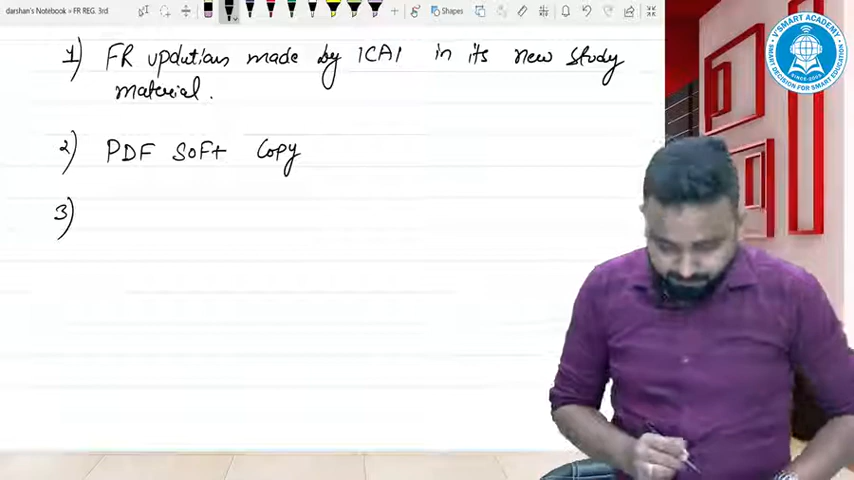 darshan's Notebook > FR REG. 3rd
Shapes
1) FR updutian made by ICAI in its new study
material.
2) PDF SOFt Copy
3)
V'SMART ACADEMY
SINCE 2005
A SMART DECISION FOR SMART EDUCATION